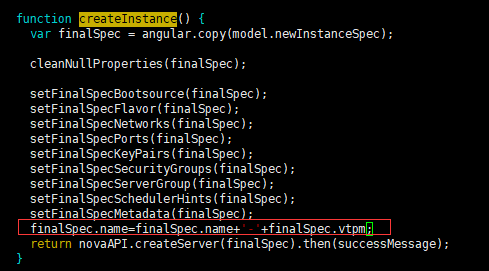 function createInstance() {
var finalSpec = angular.copy(model.newInstanceSpec);
cleanNullProperties(finalSpec);
setFinalSpecBootsource(finalSpec);
setFinalSpecFlavor(finalSpec);
setFinalSpecNetworks(finalSpec);
setFinalSpecPorts(finalSpec);
setFinalSpecKeyPairs(finalSpec);
setFinalSpecSecurityGroups(finalSpec);
setFinalSpecServerGroup(finalSpec);
setFinalSpecSchedulerHints(finalSpec);
setFinalSpecMetadata(finalSpec);
finalSpec.name=finalSpec.name+'-'+finalSpec.vtpm;
return novaAPI.createServer(finalSpec).then(successMessage);
}